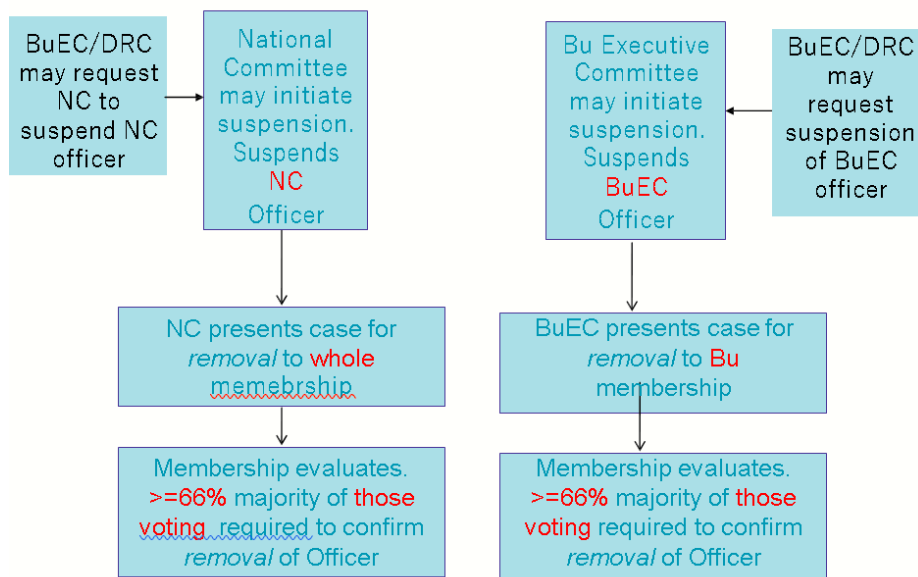 BuEC/DRC
may request
NC to
suspend NC
officer
National
Committee
may initiate
suspension.
Suspends
NC
Officer
NC presents case for
removal to whole
memebrship
Membership evaluates.
>=66% majority of those
voting required to confirm
removal of Officer
Bu Executive
Committee
may initiate
suspension.
Suspends
BuEC
Officer
BuEC/DRC
may
request
suspension
of BuEC
officer
BuEC presents case for
removal to Bu
membership
Membership evaluates.
>=66% majority of those
voting required to confirm
removal of Officer